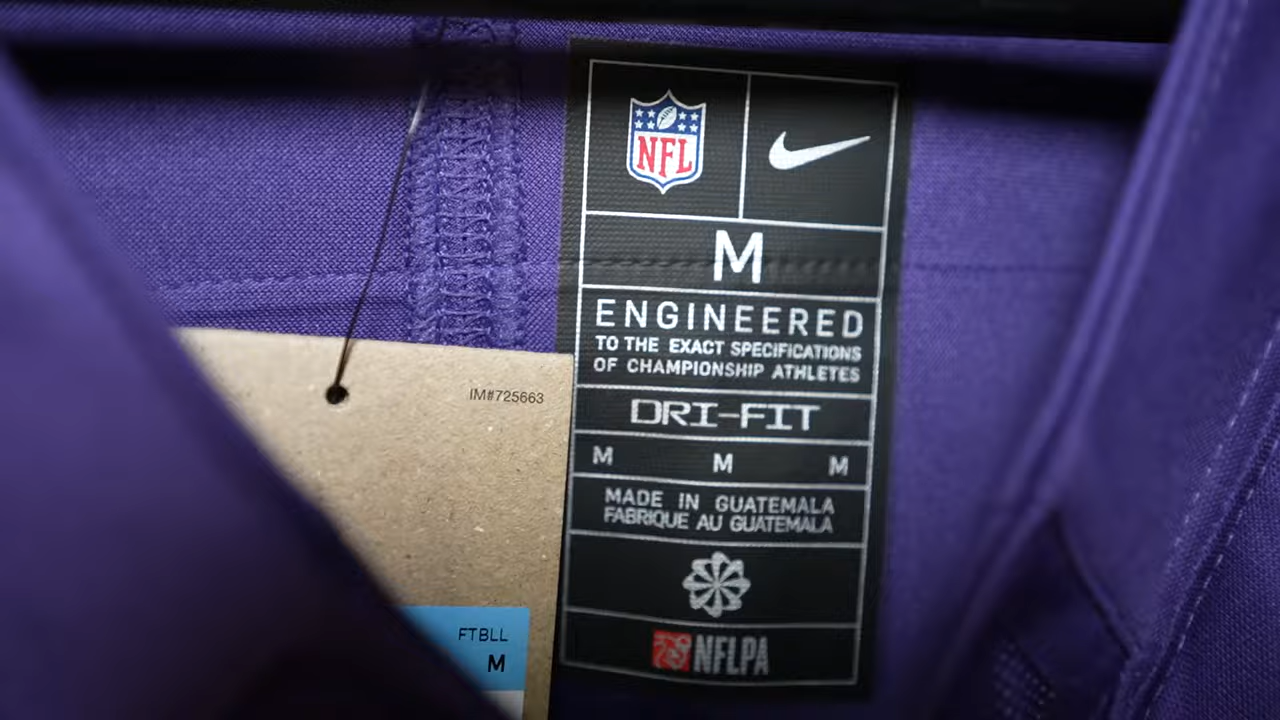 NFL
M
ENGINEERED
TO THE EXACT SPECIFICATIONS
OF CHAMPIONSHIP ATHLETES
DRI-FIT
M M M
MADE IN GUATEMALA
FABRIQUE AU GUATEMALA
NFLPA
IM#725663
FTBLL
M